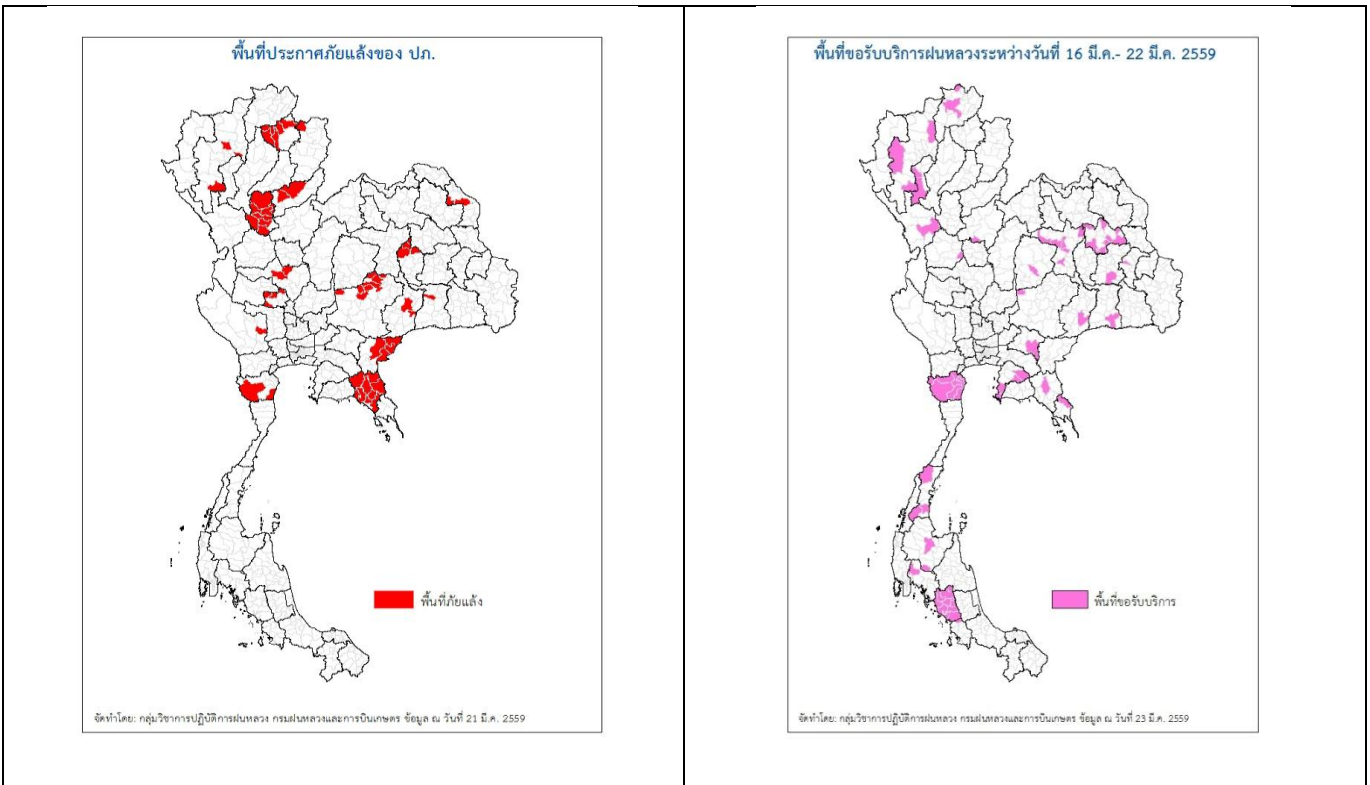 พื้นที่ประกาศภัยแล้งของ ปภ.
พื้นที่ภัยแล้ง
จัดทำโดย: กลุ่มวิชาการปฏิบัติการฝนหลวง กรมฝนหลวงและการบินเกษตร ข้อมูล ณ วันที่ 21 มี.ค. 2559
พื้นที่ขอรับบริการฝนหลวงระหว่างวันที่ 16 มี.ค.- 22 มี.ค. 2559
พื้นที่ขอรับบริการ
จัดทำโดย: กลุ่มวิชาการปฏิบัติการฝนหลวง กรมฝนหลวงและการบินเกษตร ข้อมูล ณ วันที่ 23 มี.ค. 2559